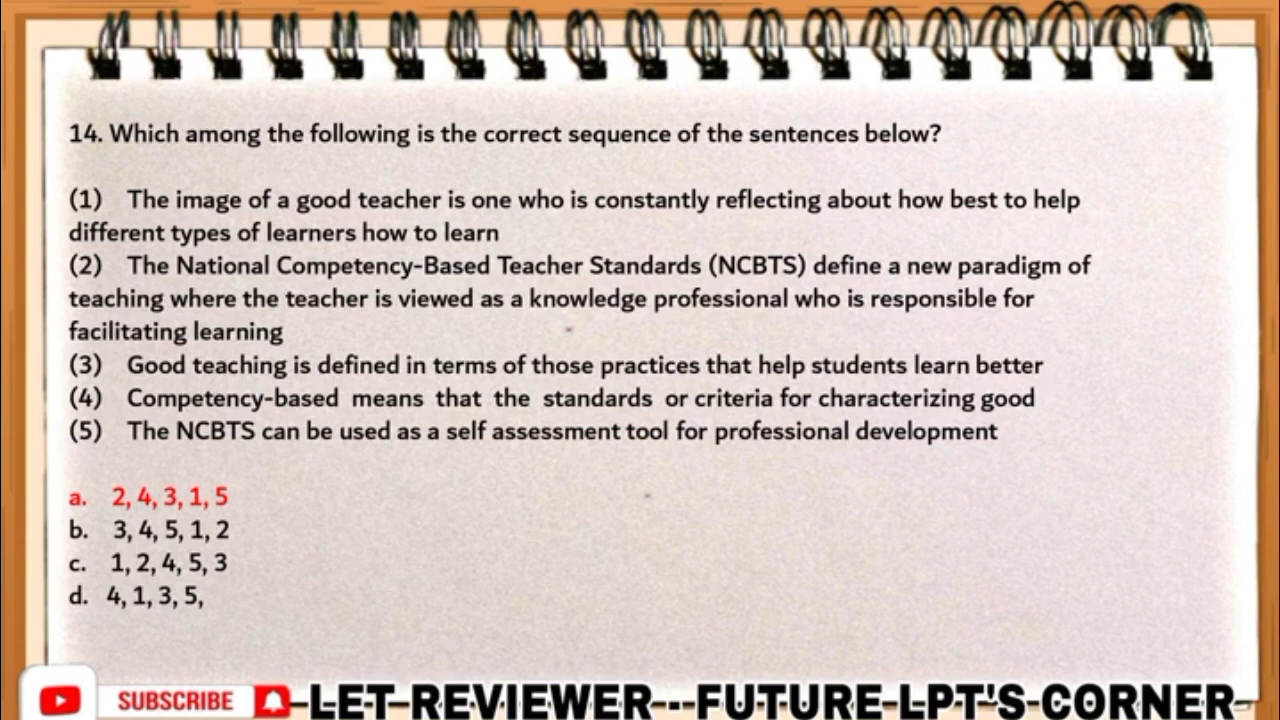 14. Which among the following is the correct sequence of the sentences below?
(1) The image of a good teacher is one who is constantly reflecting about how best to help
different types of learners how to learn
(2) The National Competency-Based Teacher Standards (NCBTS) define a new paradigm of
teaching where the teacher is viewed as a knowledge professional who is responsible for
facilitating learning
(3) Good teaching is defined in terms of those practices that help students learn better
(4) Competency-based means that the standards or criteria for characterizing good
(5) The NCBTS can be used as a self assessment tool for professional development
a. 2, 4, 3, 1, 5
b. 3, 4, 5, 1, 2
c. 1, 2, 4, 5, 3
d. 4, 1, 3, 5,
SUBSCRIBE LET REVIEWER - FUTURE LPT'S CORNER